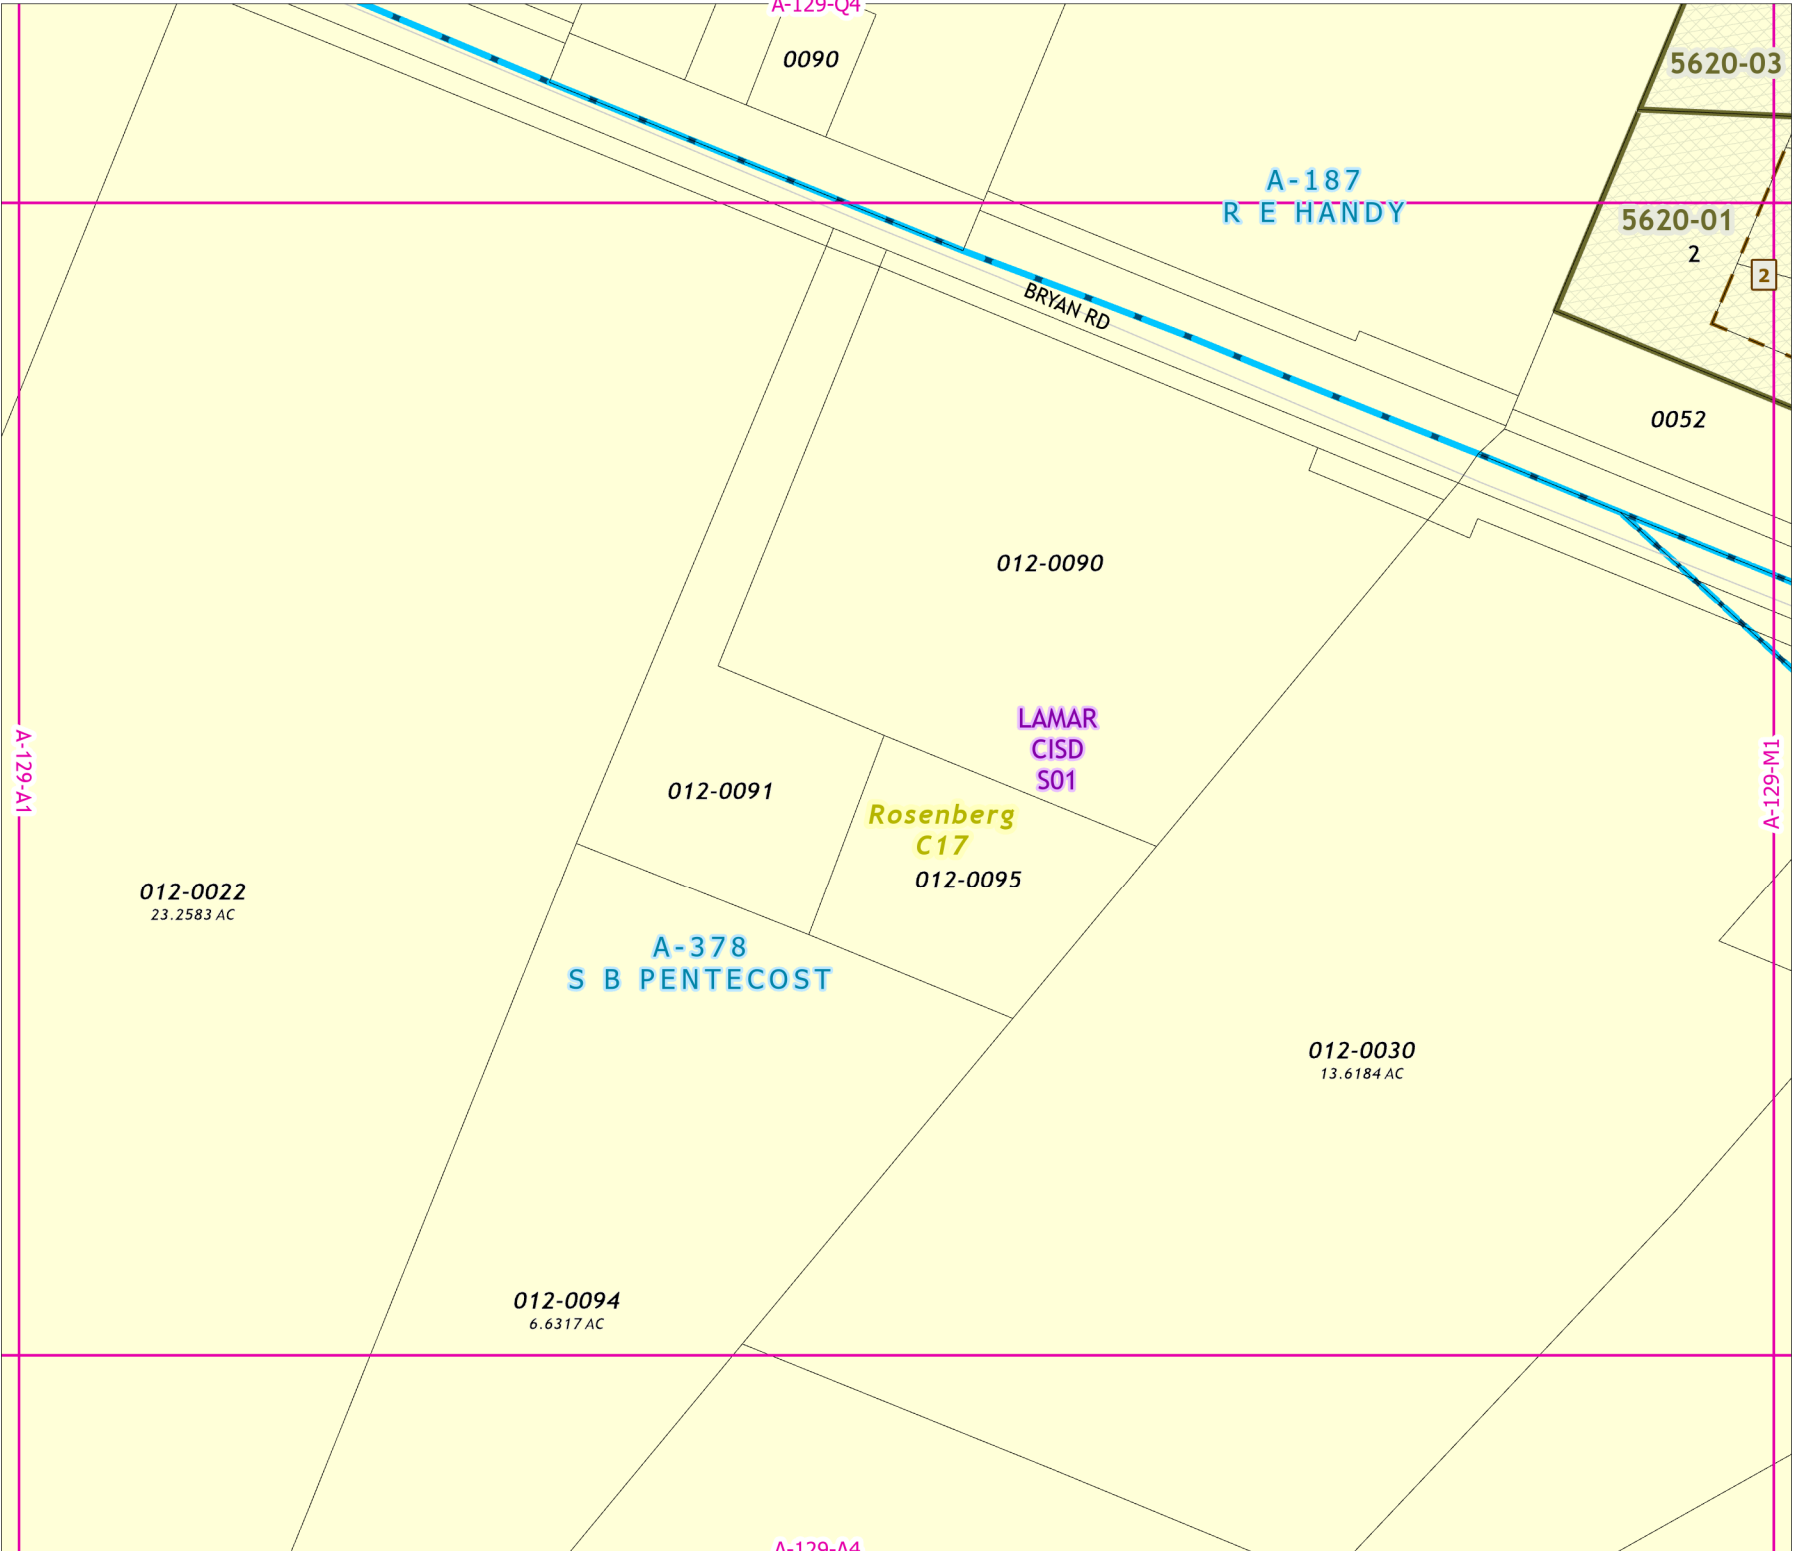 A-129-Q4
0090
5620-03
A-187
R E HANDY
5620-01
2
2
BRYAN RD
0052
012-0090
LAMAR
CISD
S01
A-129-A1
A-129-M1
012-0091
Rosenberg
C17
012-0095
012-0022
23.2583 AC
A-378
S B PENTECOST
012-0030
13.6184 AC
012-0094
6.6317 AC
A-129-A4